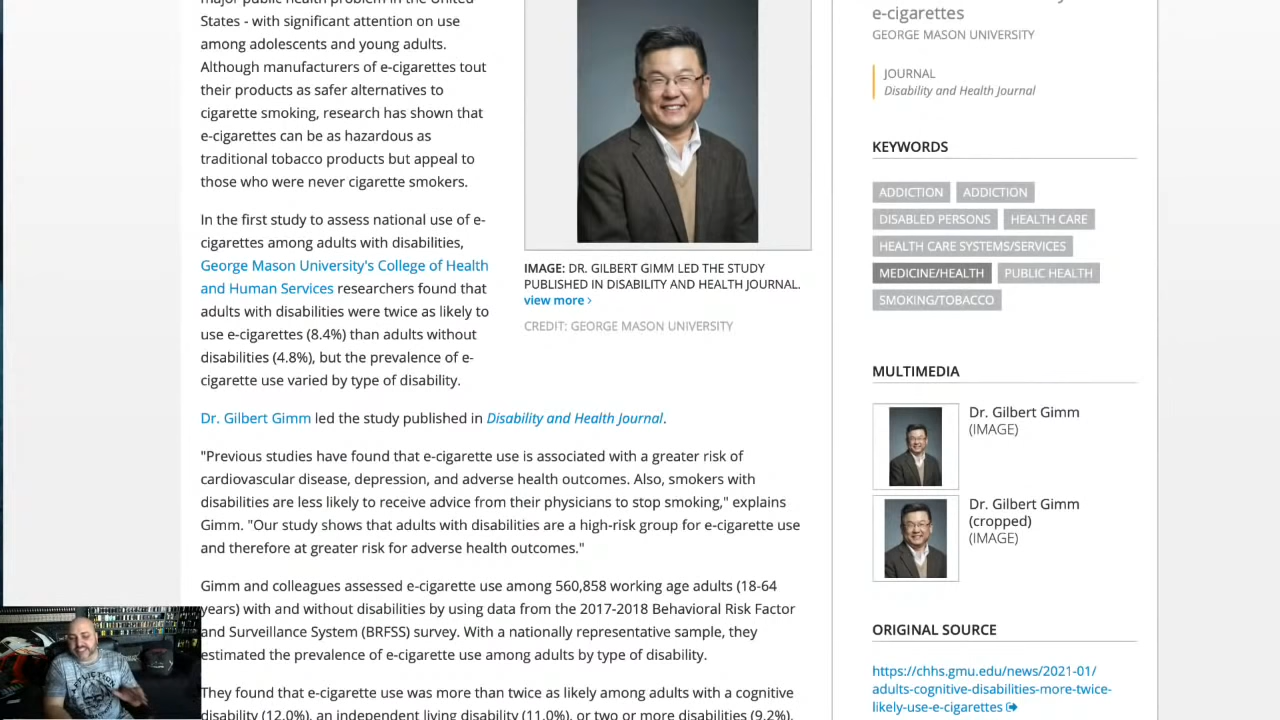 major public health problem in the United
States - with significant attention on use
among adolescents and young adults.
Although manufacturers of e-cigarettes tout
their products as safer alternatives to
cigarette smoking, research has shown that
e-cigarettes can be as hazardous as
traditional tobacco products but appeal to
those who were never cigarette smokers.
In the first study to assess national use of e-
cigarettes among adults with disabilities,
George Mason University's College of Health
and Human Services researchers found that
adults with disabilities were twice as likely to
use e-cigarettes (8.4%) than adults without
disabilities (4.8%), but the prevalence of e-
cigarette use varied by type of disability.
IMAGE: DR. GILBERT GIMM LED THE STUDY
PUBLISHED IN DISABILITY AND HEALTH JOURNAL.
view more ›
CREDIT: GEORGE MASON UNIVERSITY
Dr. Gilbert Gimm led the study published in Disability and Health Journal.
"Previous studies have found that e-cigarette use is associated with a greater risk of
cardiovascular disease, depression, and adverse health outcomes. Also, smokers with
disabilities are less likely to receive advice from their physicians to stop smoking," explains
Gimm. "Our study shows that adults with disabilities are a high-risk group for e-cigarette use
and therefore at greater risk for adverse health outcomes."
Gimm and colleagues assessed e-cigarette use among 560,858 working age adults (18-64
years) with and without disabilities by using data from the 2017-2018 Behavioral Risk Factor
and Surveillance System (BRFSS) survey. With a nationally representative sample, they
estimated the prevalence of e-cigarette use among adults by type of disability.
They found that e-cigarette use was more than twice as likely among adults with a cognitive
disability (12.0%), an independent living disability (11.0%), or two or more disabilities (9.2%),
e-cigarettes
GEORGE MASON UNIVERSITY
JOURNAL
Disability and Health Journal
KEYWORDS
ADDICTION ADDICTION
DISABLED PERSONS HEALTH CARE
HEALTH CARE SYSTEMS/SERVICES
MEDICINE/HEALTH PUBLIC HEALTH
SMOKING/TOBACCO
MULTIMEDIA
Dr. Gilbert Gimm
(IMAGE)
Dr. Gilbert Gimm
(cropped)
(IMAGE)
ORIGINAL SOURCE
https://chhs.gmu.edu/news/2021-01/
adults-cognitive-disabilities-more-twice-
likely-use-e-cigarettes